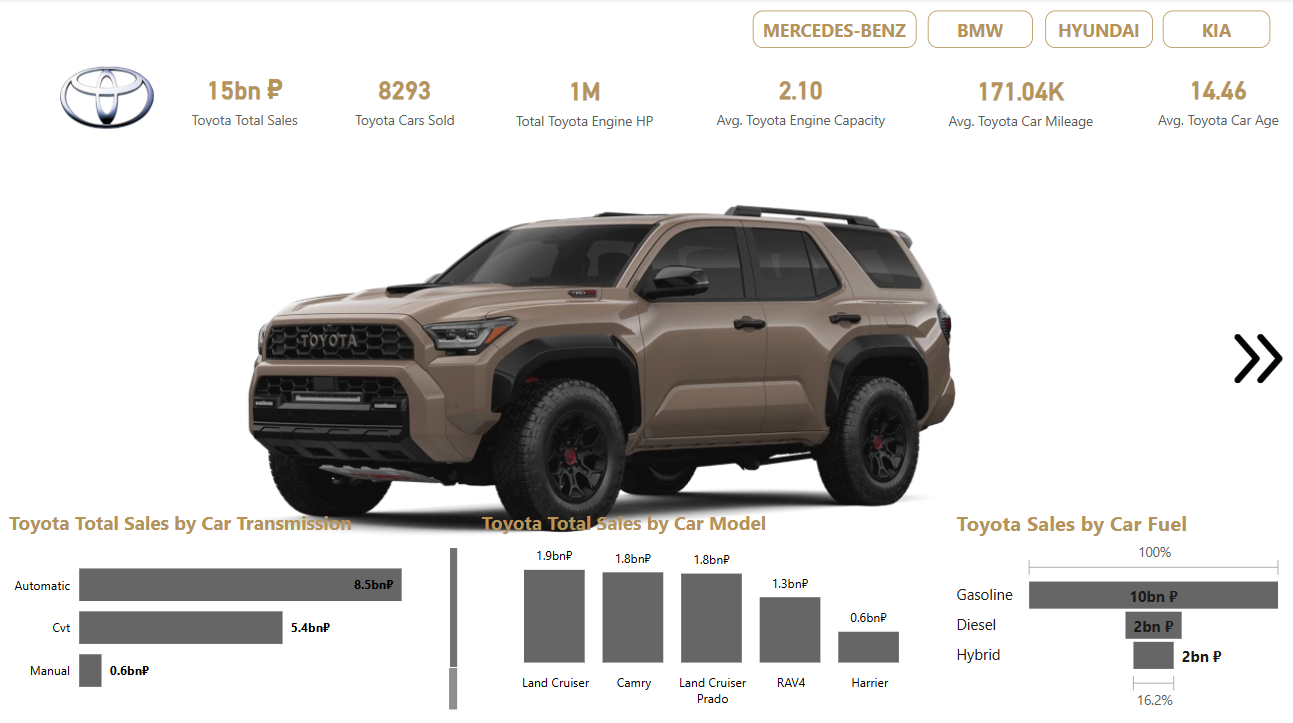 MERCEDES-BENZ
BMW
HYUNDAI
KIA
15bn ₽
Toyota Total Sales
8293
Toyota Cars Sold
1M
Total Toyota Engine HP
2.10
Avg. Toyota Engine Capacity
171.04K
Avg. Toyota Car Mileage
14.46
Avg. Toyota Car Age
TOYOTA
Toyota Total Sales by Car Transmission
Automatic
8.5bn₽
Cvt
5.4bn₽
Manual
0.6bn₽
Toyota Total Sales by Car Model
1.9bn₽
1.8bn₽
1.8bn₽
1.3bn₽
0.6bn₽
Land Cruiser
Camry
Land Cruiser
Prado
RAV4
Harrier
Toyota Sales by Car Fuel
100%
Gasoline
10bn ₽
Diesel
2bn ₽
Hybrid
2bn ₽
16.2%